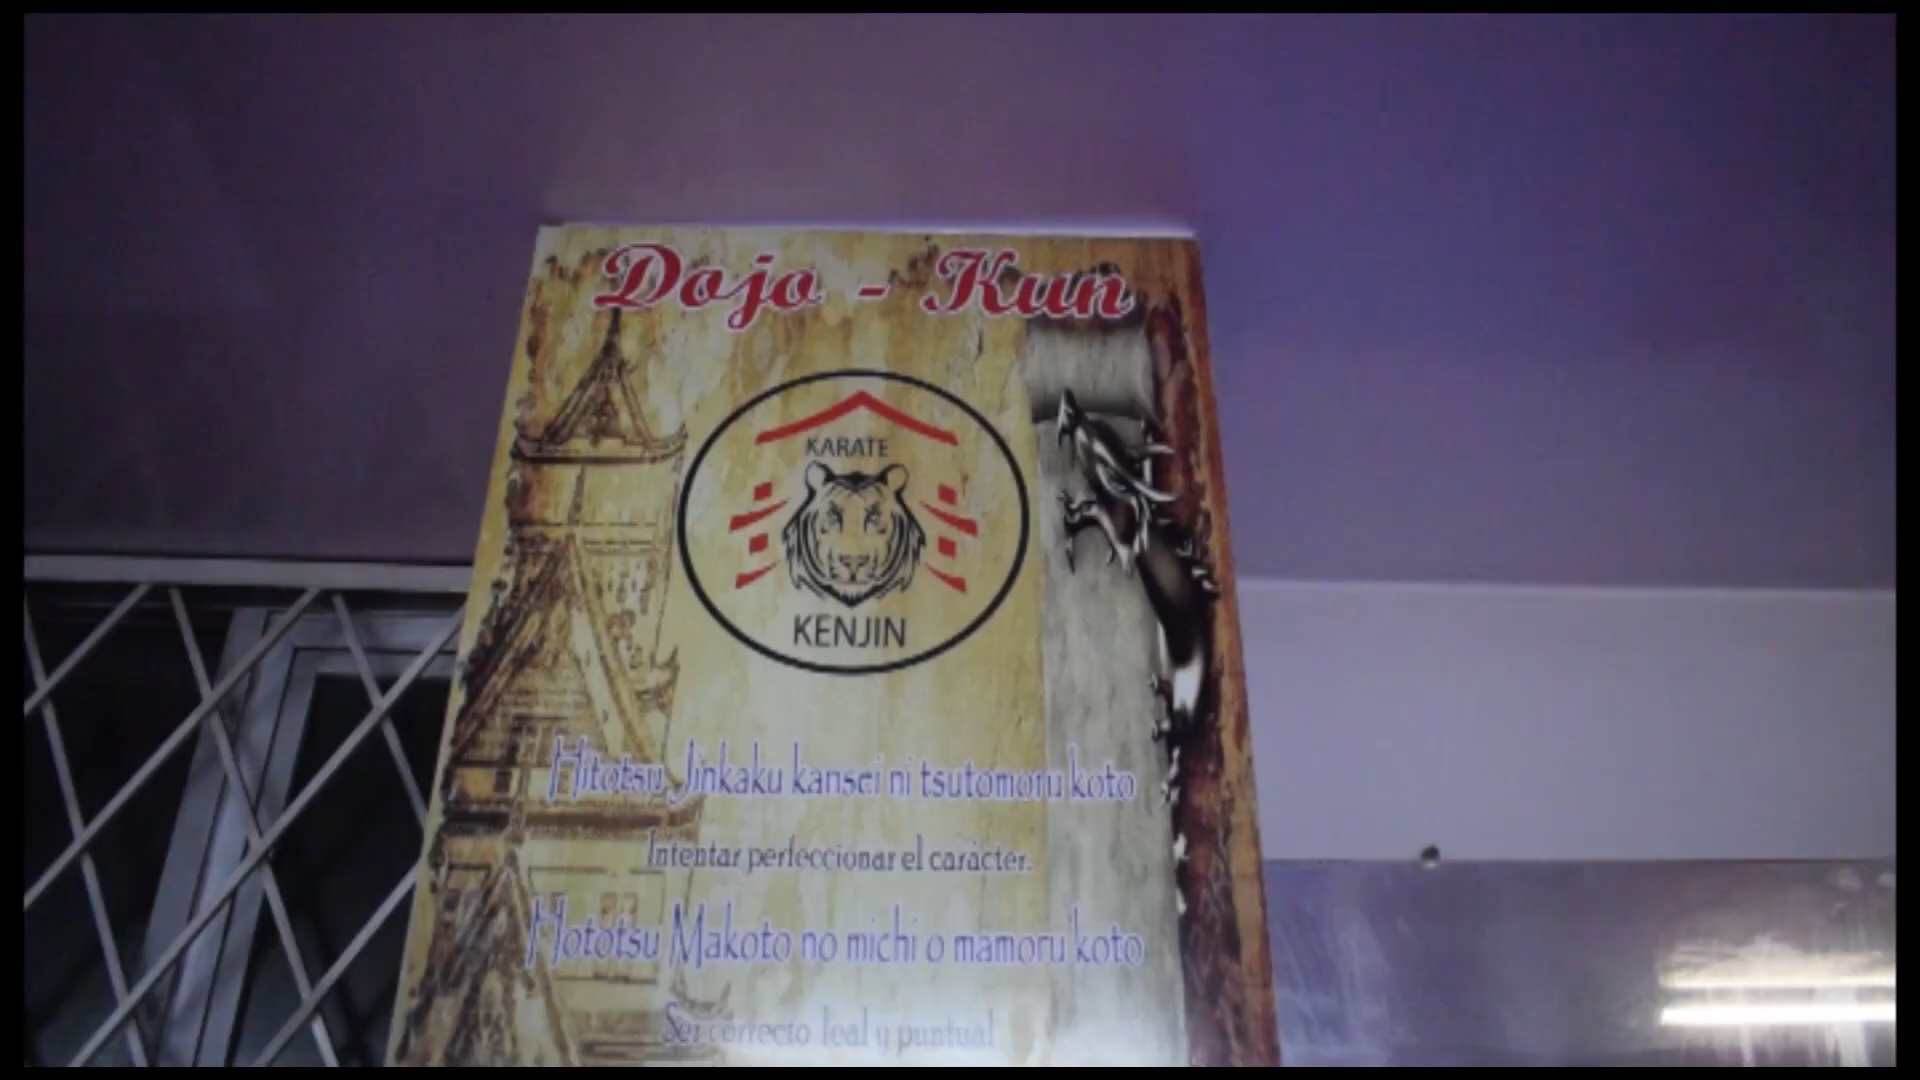 Dojo - Kun
KARATE
KENJIN
Hitotsu Jinkaku kansei ni tsutomoru koto
Intentar perfeccionar el carácter.
Hototsu Makoto no michi o mamoru koto
Ser correcto leal y puntual